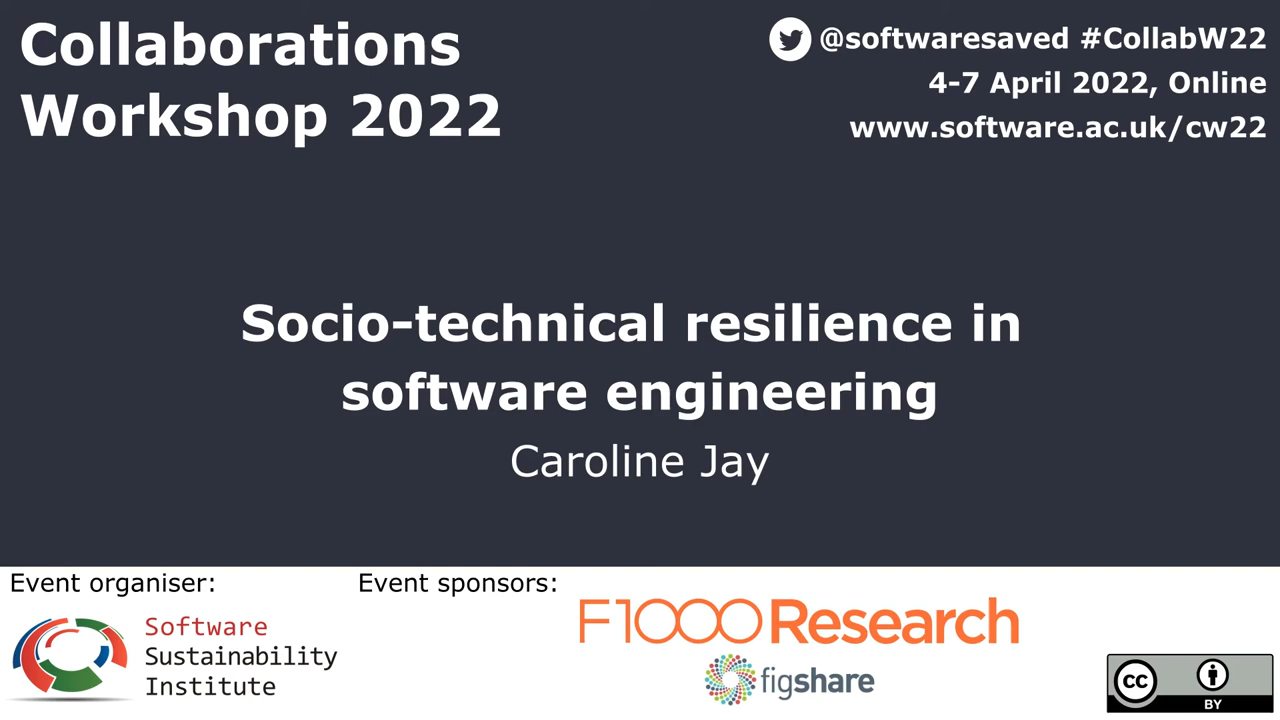 Collaborations
Workshop 2022
@softwaresaved #CollabW22
4-7 April 2022, Online
www.software.ac.uk/cw22
Socio-technical resilience in
software engineering
Caroline Jay
Event organiser:
Event sponsors:
Software
Sustainability
Institute
F1000Research
figshare
CC
BY